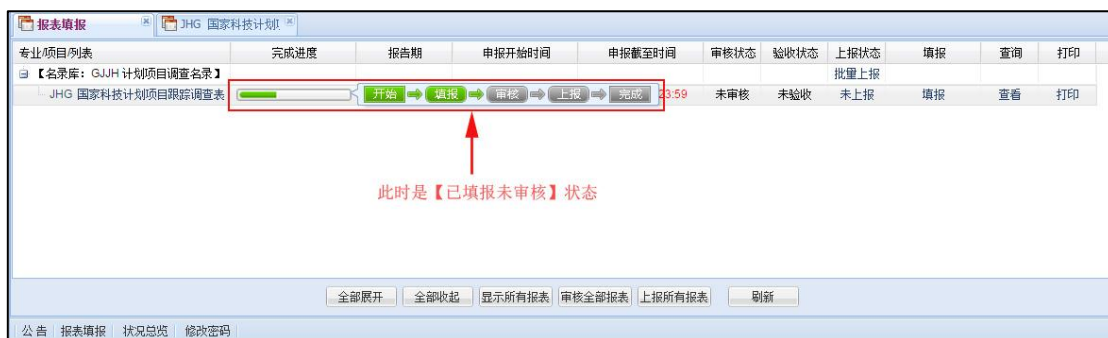 报表填报 JHG 国家科技计划项
专业/项目/列表 完成进度 报告期 申报开始时间 申报截至时间 审核状态 验收状态 上报状态 填报 查询 打印
【名录库：GJJH 计划项目调查名录】 批量上报
JHG 国家科技计划项目跟踪调查表 开始 填报 审核 上报 完成 23:59 未审核 未验收 未上报 填报 查看 打印
此时是【已填报未审核】状态
全部展开 全部收起 显示所有报表 审核全部报表 上报所有报表 刷新
公告 报表填报 状况总览 修改密码